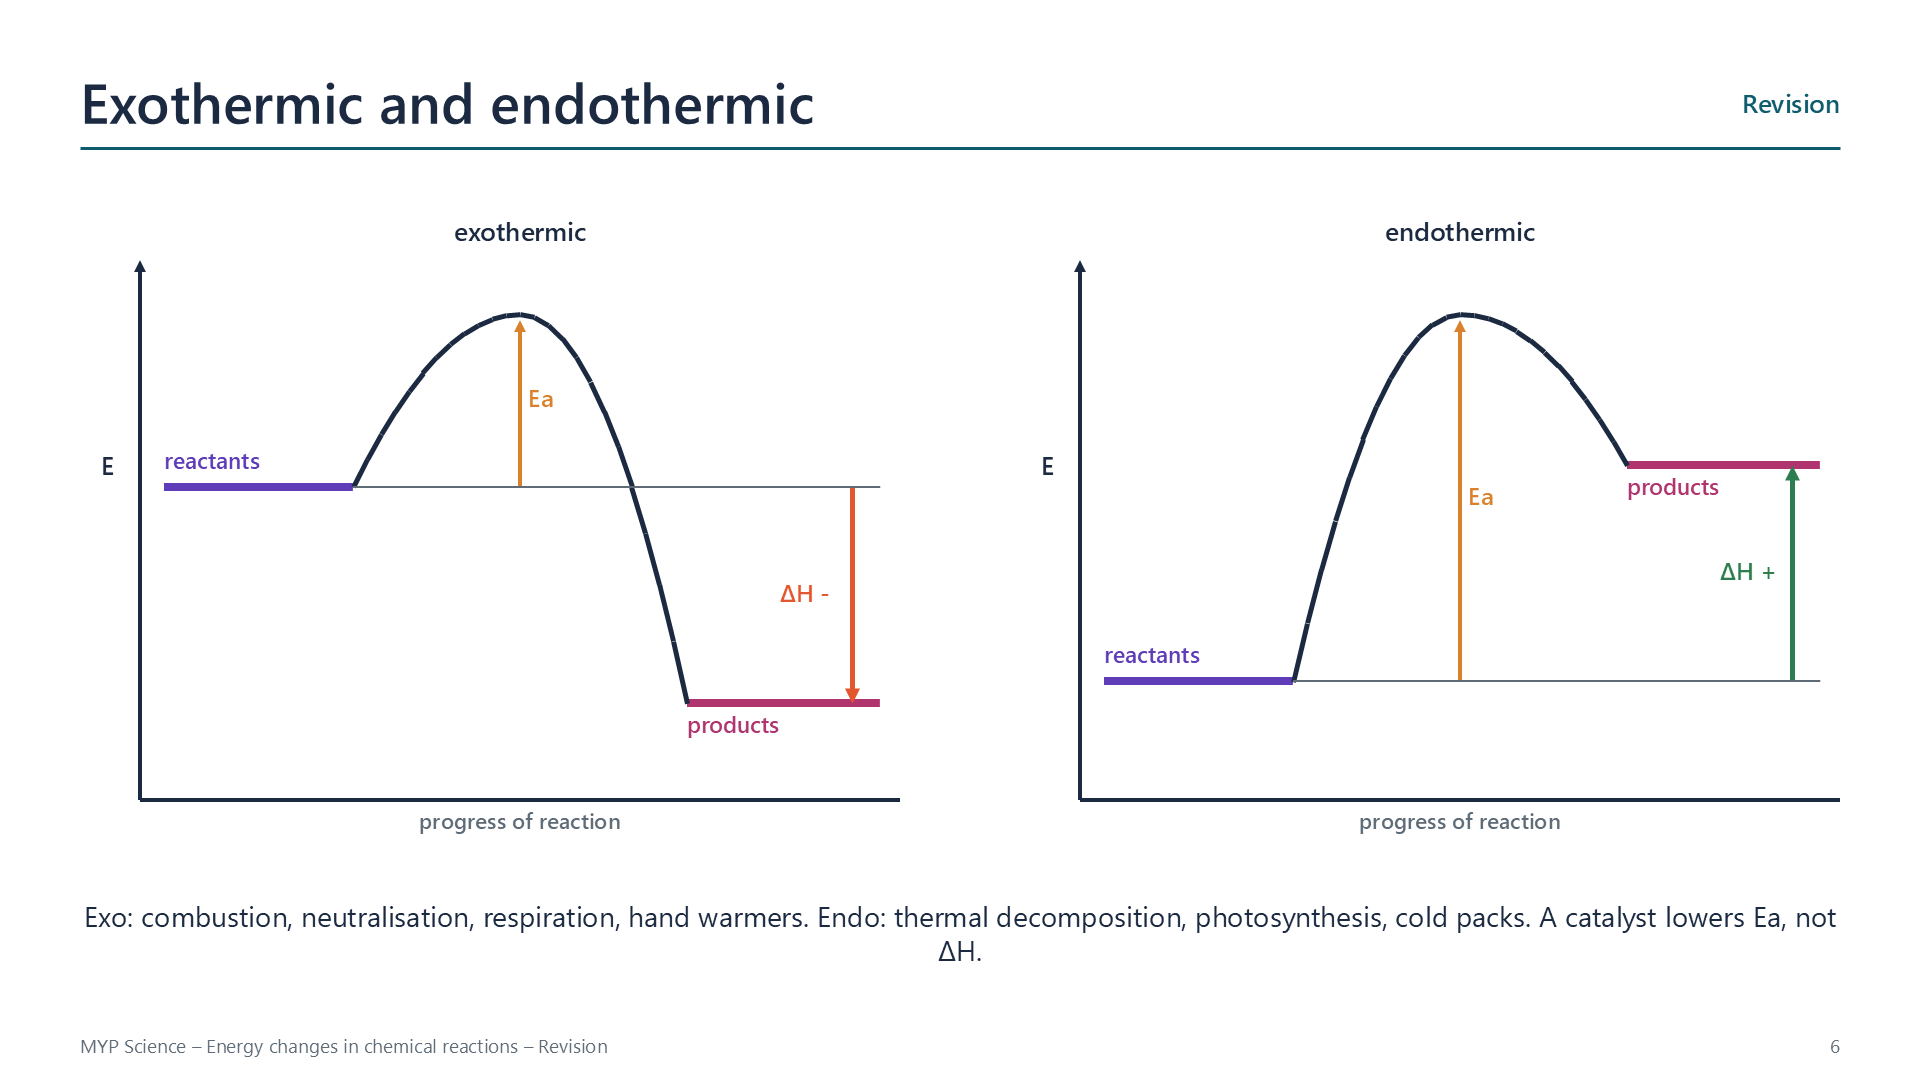 Exothermic and endothermic
Revision
exothermic
E
reactants
Ea
ΔH -
products
progress of reaction
endothermic
E
reactants
Ea
products
ΔH +
progress of reaction
Exo: combustion, neutralisation, respiration, hand warmers. Endo: thermal decomposition, photosynthesis, cold packs. A catalyst lowers Ea, not
ΔH.
MYP Science – Energy changes in chemical reactions – Revision
6